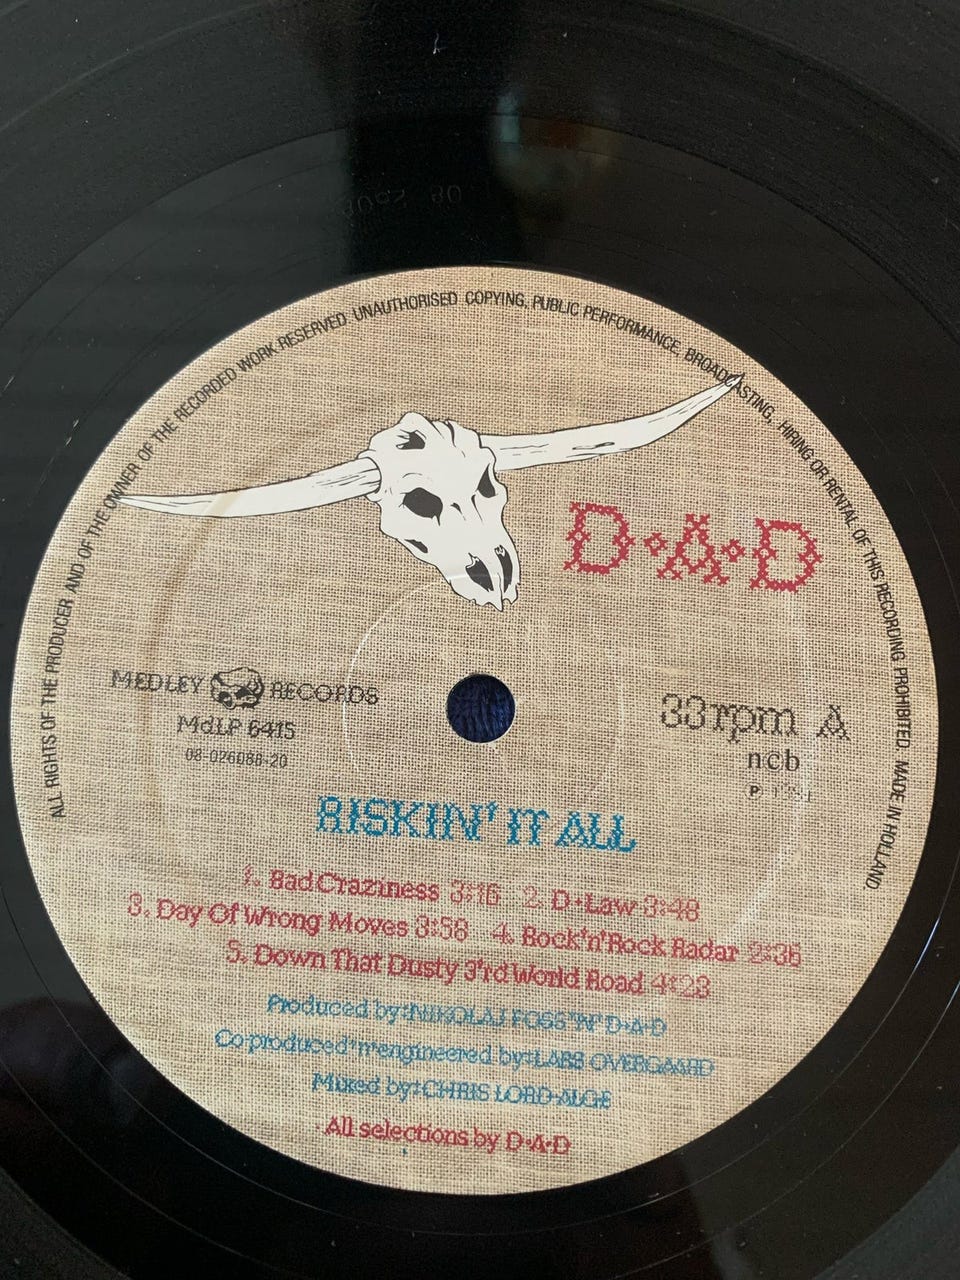 ALL RIGHTS OF THE PRODUCER AND OF THE OWNER OF THE RECORDED WORK RESERVED. UNAUTHORISED COPYING, PUBLIC PERFORMANCE, BROADCASTING, HIRING OR RENTAL OF THIS RECORDING PROHIBITED. MADE IN HOLLAND.
D•A•D
MEDLEY RECORDS
MdLP 6415
08-026088-20
33rpm A
ncb
℗ 1991
RISKIN' IT ALL
1. Bad Craziness 3:16 2. D•Law 3:48
3. Day Of Wrong Moves 3:58 4. Rock'n'Rock Radar 2:36
5. Down That Dusty 3'rd World Road 4:23
Produced by: NIKOLAJ FOSS 'N' D•A•D
Co-produced'n'engineered by: LARS OVERGAARD
Mixed by: CHRIS LORD-ALGE
All selections by D•A•D